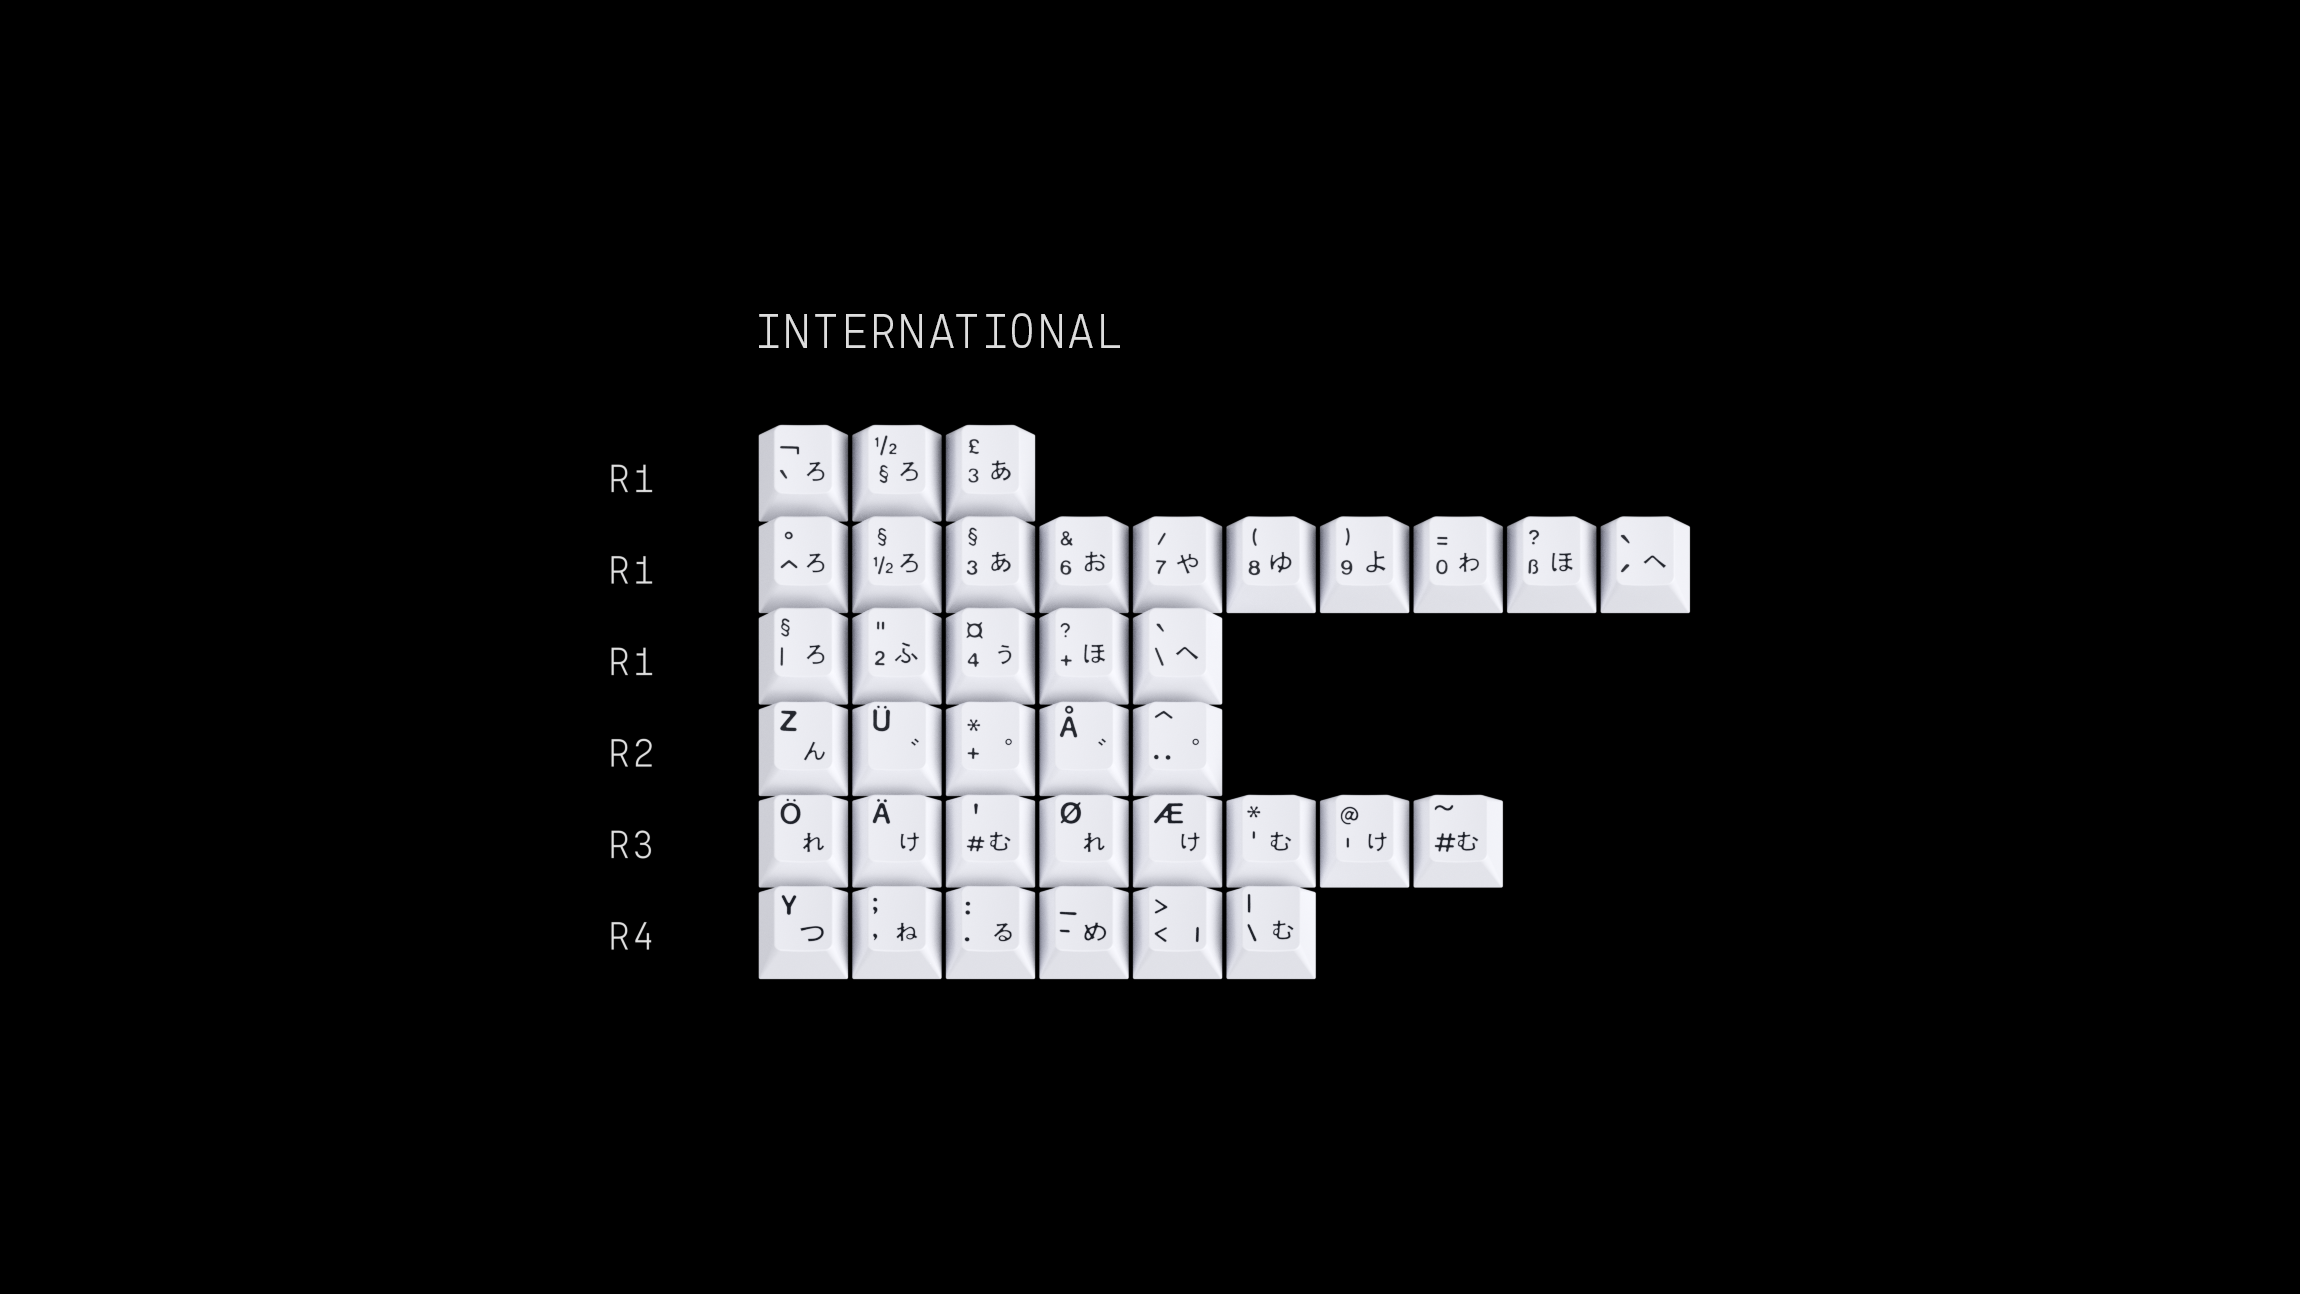 INTERNATIONAL
R1 ¬ ` ろ ½ § ろ £ 3 あ
R1 ° ^ ろ § ½ ろ § 3 あ & 6 お / 7 や ( 8 ゆ ) 9 よ = 0 わ ? ß ほ ` ´ へ
R1 § | ろ " 2 ふ ¤ 4 う ? + ほ ` \ へ
R2 Z ん Ü ゛ * + ゜ Å ゛ ^ ¨ ゜
R3 Ö れ Ä け ' # む Ø れ Æ け * ' む @ ' け ~ # む
R4 Y つ ; , ね : . る _ - め > < | | \ む